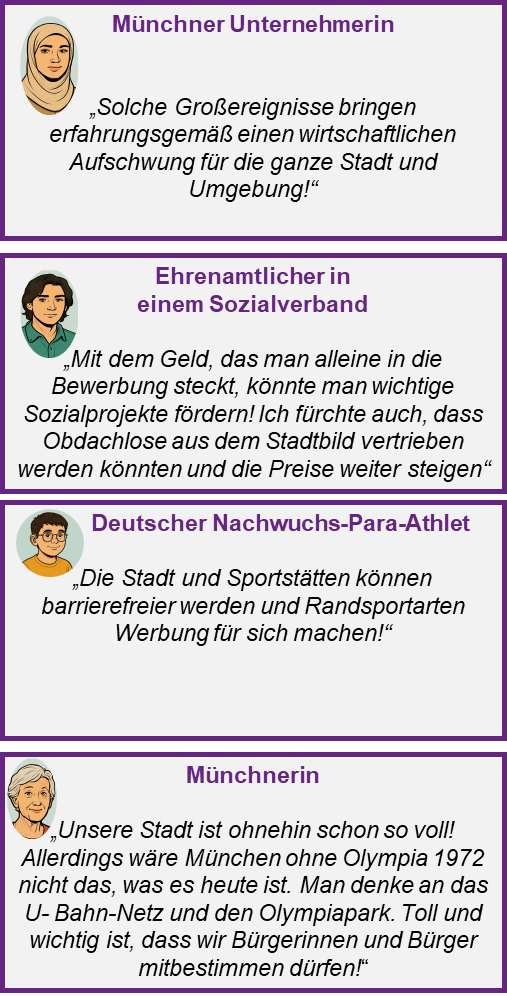 Münchner Unternehmerin
„Solche Großereignisse bringen
erfahrungsgemäß einen wirtschaftlichen
Aufschwung für die ganze Stadt und
Umgebung!“
Ehrenamtlicher in
einem Sozialverband
„Mit dem Geld, das man alleine in die
Bewerbung steckt, könnte man wichtige
Sozialprojekte fördern! Ich fürchte auch, dass
Obdachlose aus dem Stadtbild vertrieben
werden könnten und die Preise weiter steigen“
Deutscher Nachwuchs-Para-Athlet
„Die Stadt und Sportstätten können
barrierefreier werden und Randsportarten
Werbung für sich machen!“
Münchnerin
„Unsere Stadt ist ohnehin schon so voll!
Allerdings wäre München ohne Olympia 1972
nicht das, was es heute ist. Man denke an das
U- Bahn-Netz und den Olympiapark. Toll und
wichtig ist, dass wir Bürgerinnen und Bürger
mitbestimmen dürfen!“